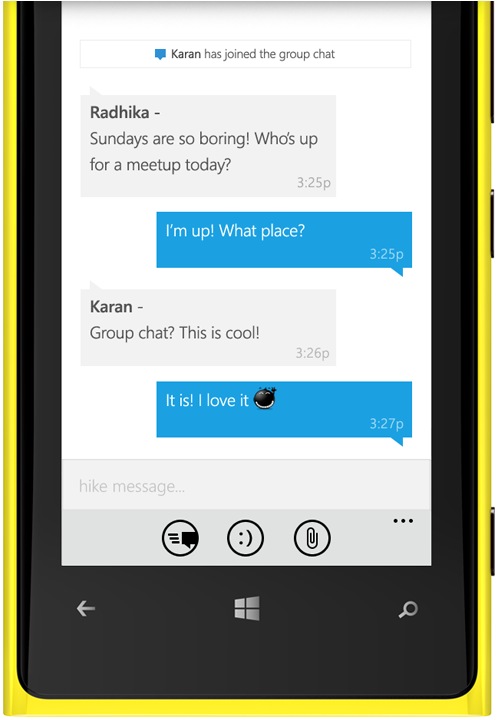 Karan has joined the group chat
Radhika -
Sundays are so boring! Who's up
for a meetup today?
3:25p
I'm up! What place?
3:25p
Karan -
Group chat? This is cool!
3:26p
It is! I love it
3:27p
hike message...
:)